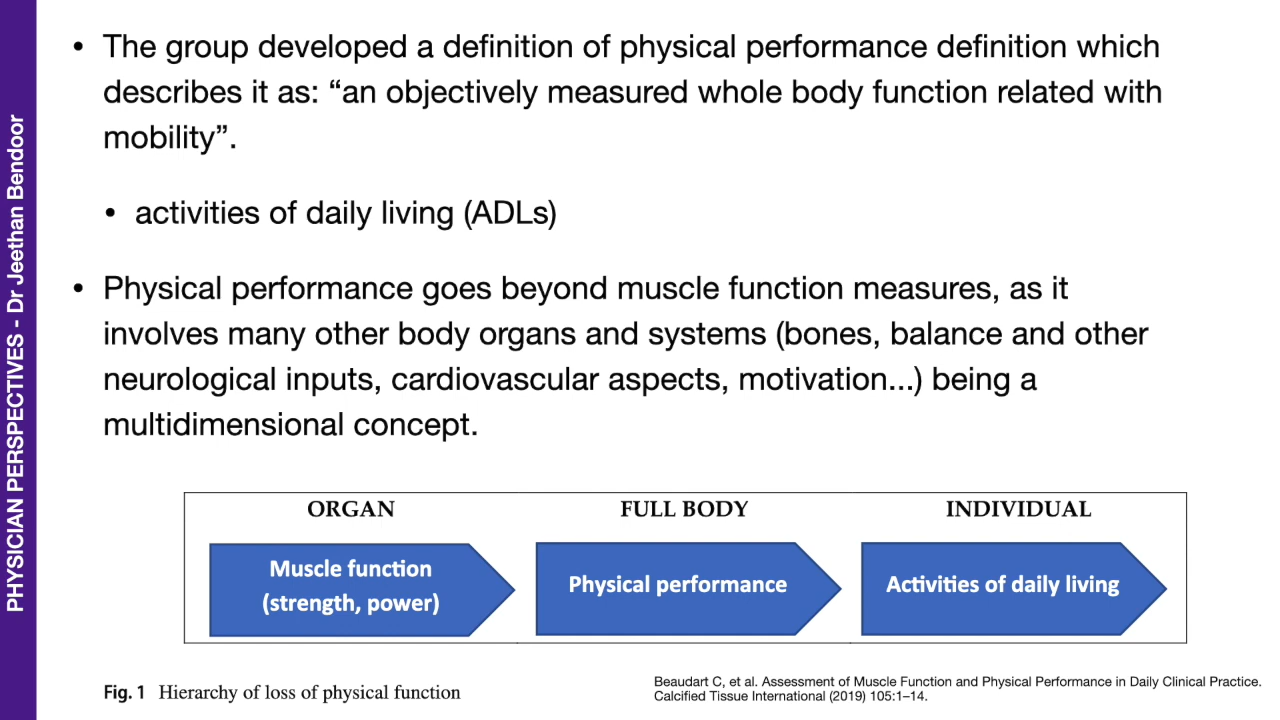 PHYSICIAN PERSPECTIVES - Dr Jeethan Bendoor
• The group developed a definition of physical performance definition which
describes it as: “an objectively measured whole body function related with
mobility”.
• activities of daily living (ADLs)
• Physical performance goes beyond muscle function measures, as it
involves many other body organs and systems (bones, balance and other
neurological inputs, cardiovascular aspects, motivation...) being a
multidimensional concept.
ORGAN
FULL BODY
INDIVIDUAL
Muscle function
(strength, power)
Physical performance
Activities of daily living
Fig. 1 Hierarchy of loss of physical function
Beaudart C, et al. Assessment of Muscle Function and Physical Performance in Daily Clinical Practice.
Calcified Tissue International (2019) 105:1–14.